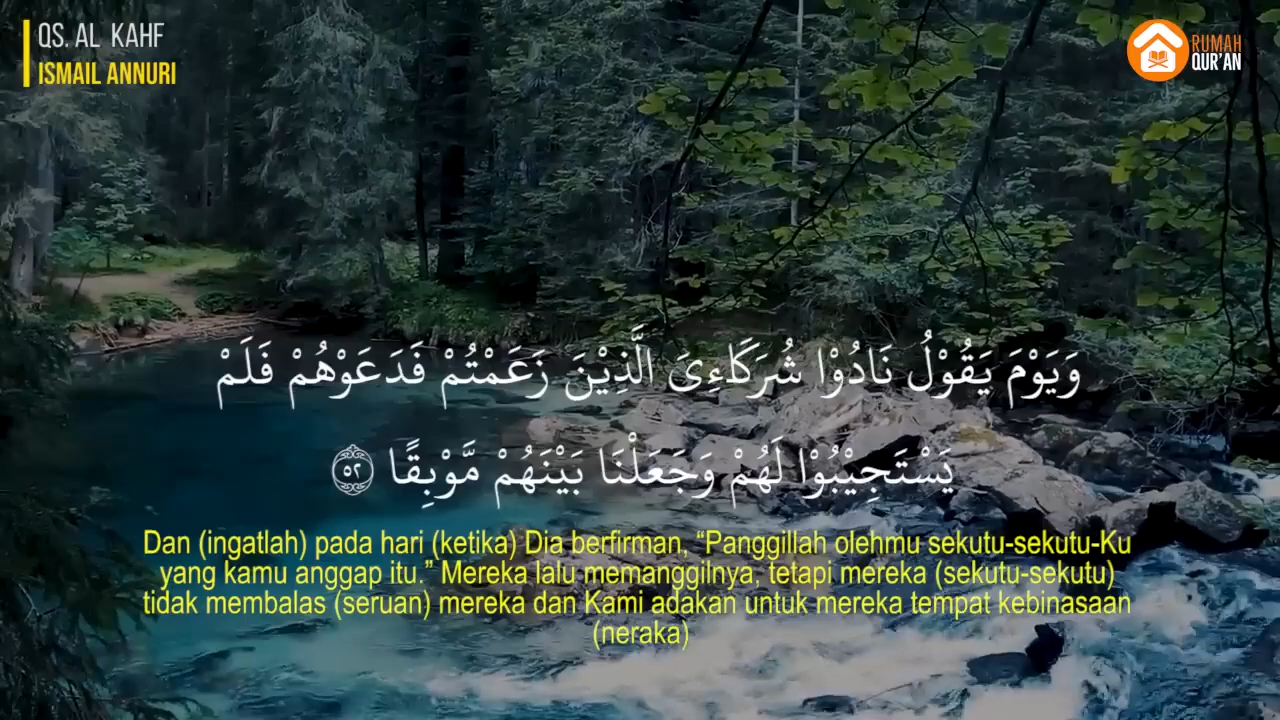 QS. AL KAHF
ISMAIL ANNURI
RUMAH
QUR'AN
وَيَوْمَ يَقُوْلُ نَادُوْا شُرَكَاۤءِيَ الَّذِيْنَ زَعَمْتُمْ فَدَعَوْهُمْ فَلَمْ
يَسْتَجِيْبُوْا لَهُمْ وَجَعَلْنَا بَيْنَهُمْ مَّوْبِقًا ٥٢
Dan (ingatlah) pada hari (ketika) Dia berfirman, “Panggillah olehmu sekutu-sekutu-Ku
yang kamu anggap itu.” Mereka lalu memanggilnya, tetapi mereka (sekutu-sekutu)
tidak membalas (seruan) mereka dan Kami adakan untuk mereka tempat kebinasaan
(neraka)